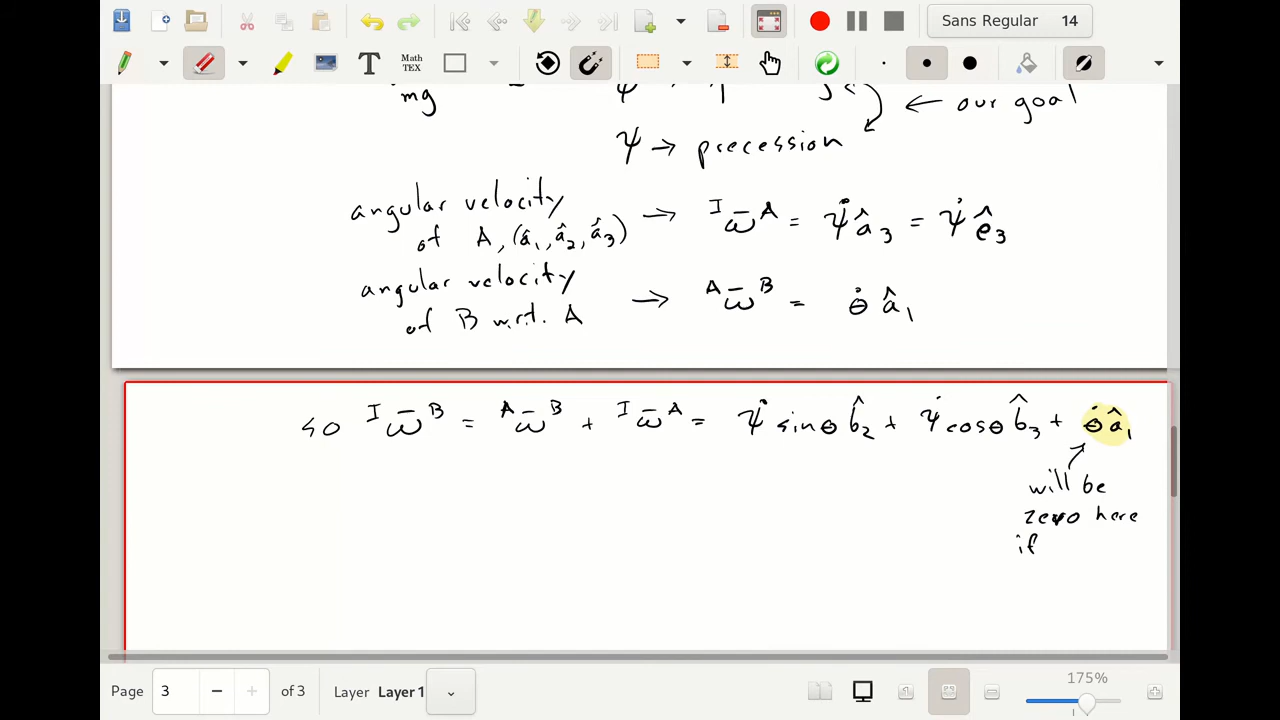 Sans Regular 14
Math TEX
mg
← our goal
ψ → precession
angular velocity of A, (â₁, â₂, â₃) → ᴵω̄ᴬ = ψ̇ â₃ = ψ̇ ê₃
angular velocity of B w.r.t. A → ᴬω̄ᴮ = θ̇ â₁
so ᴵω̄ᴮ = ᴬω̄ᴮ + ᴵω̄ᴬ = ψ̇ sinθ b̂₂ + ψ̇ cosθ b̂₃ + θ̇ â₁
will be
zero here
if
Page 3 of 3 Layer Layer 1 175%